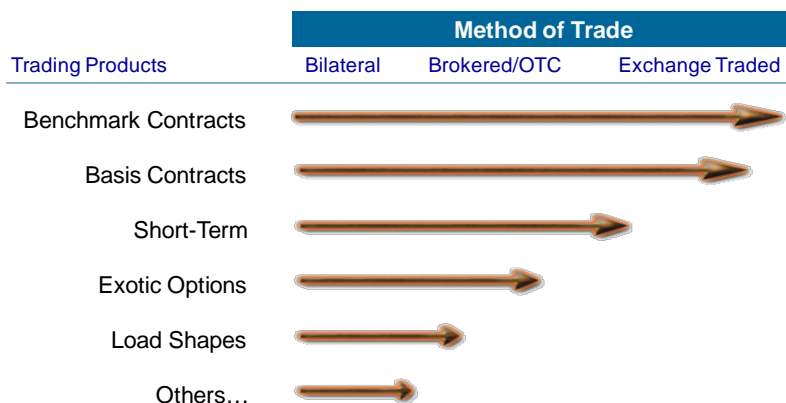 Method of Trade
Trading Products Bilateral Brokered/OTC Exchange Traded
Benchmark Contracts
Basis Contracts
Short-Term
Exotic Options
Load Shapes
Others…